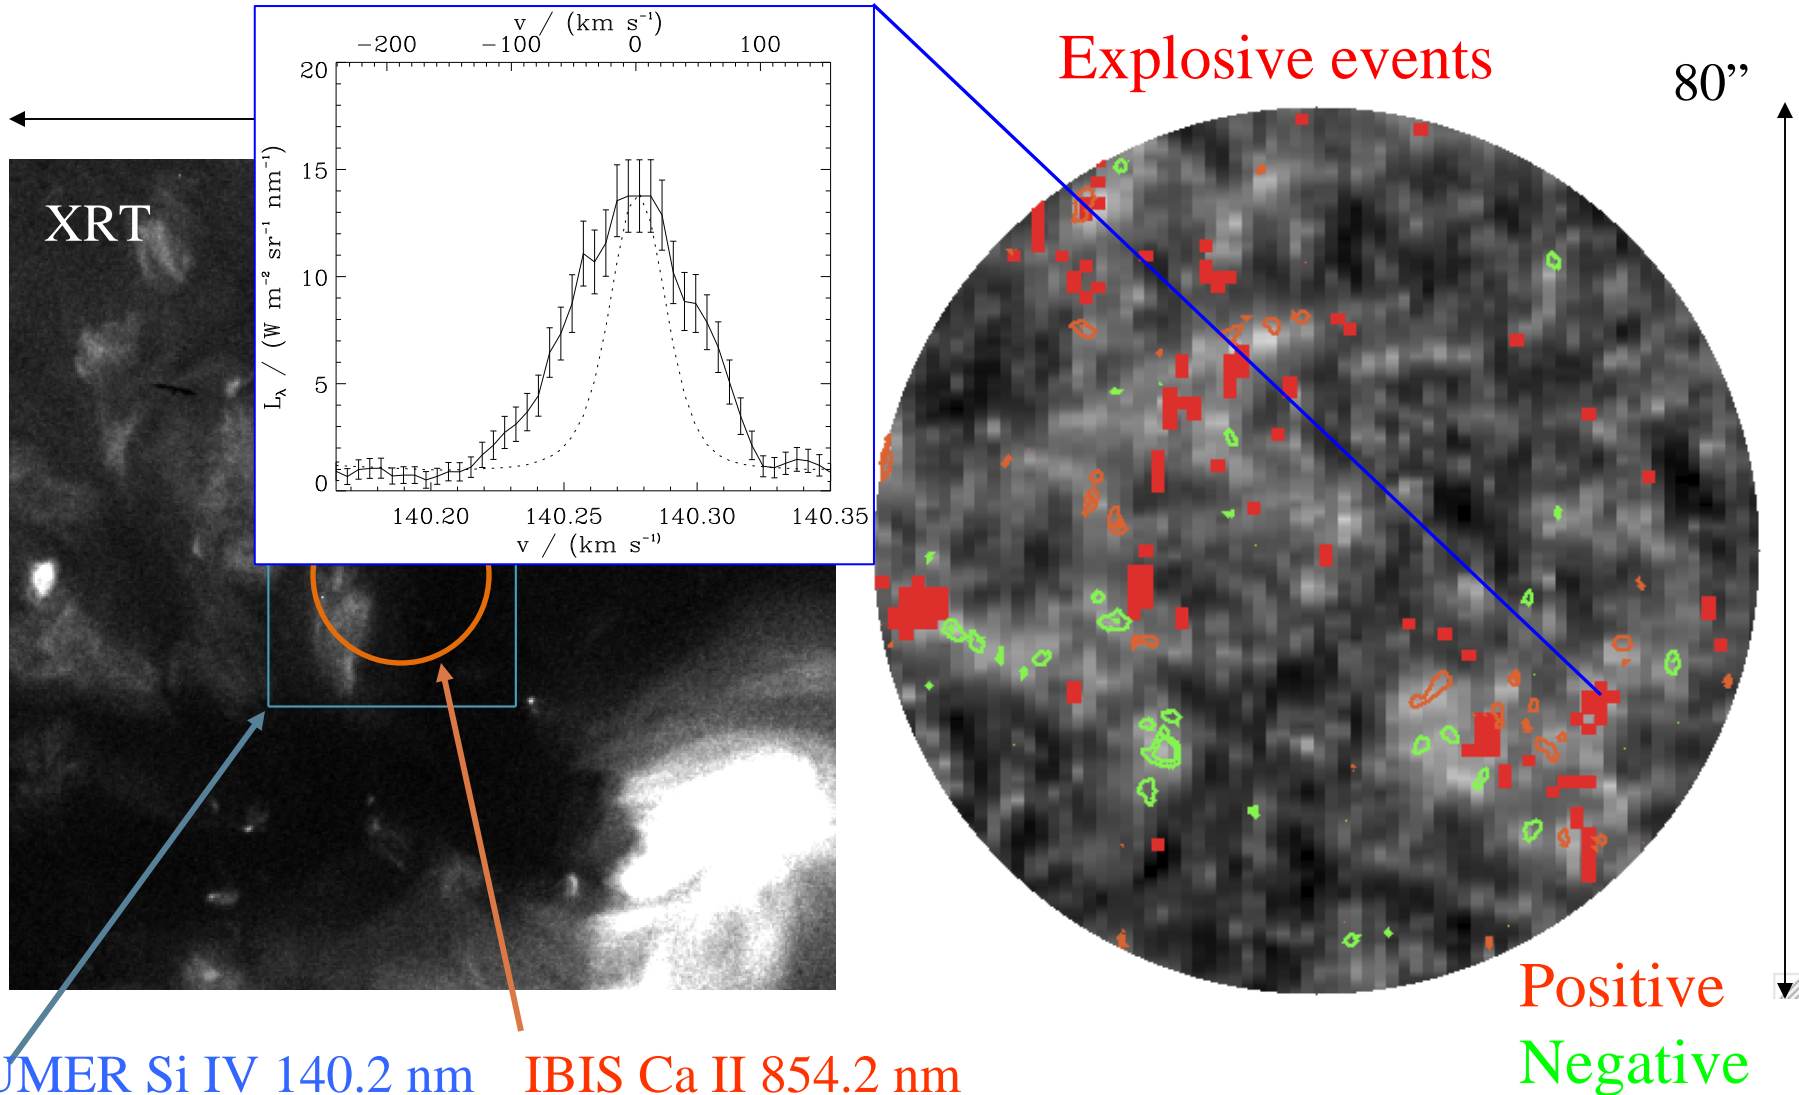 v / (km s⁻¹)
−200 −100 0 100
Explosive events
80”
20
15
10
5
0
L_λ / (W m⁻² sr⁻¹ nm⁻¹)
XRT
140.20 140.25 140.30 140.35
v / (km s⁻¹)
Positive
Negative
UMER Si IV 140.2 nm
IBIS Ca II 854.2 nm